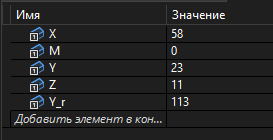 Имя Значение
X 58
M 0
Y 23
Z 11
Y_r 113
Добавить элемент в кон...